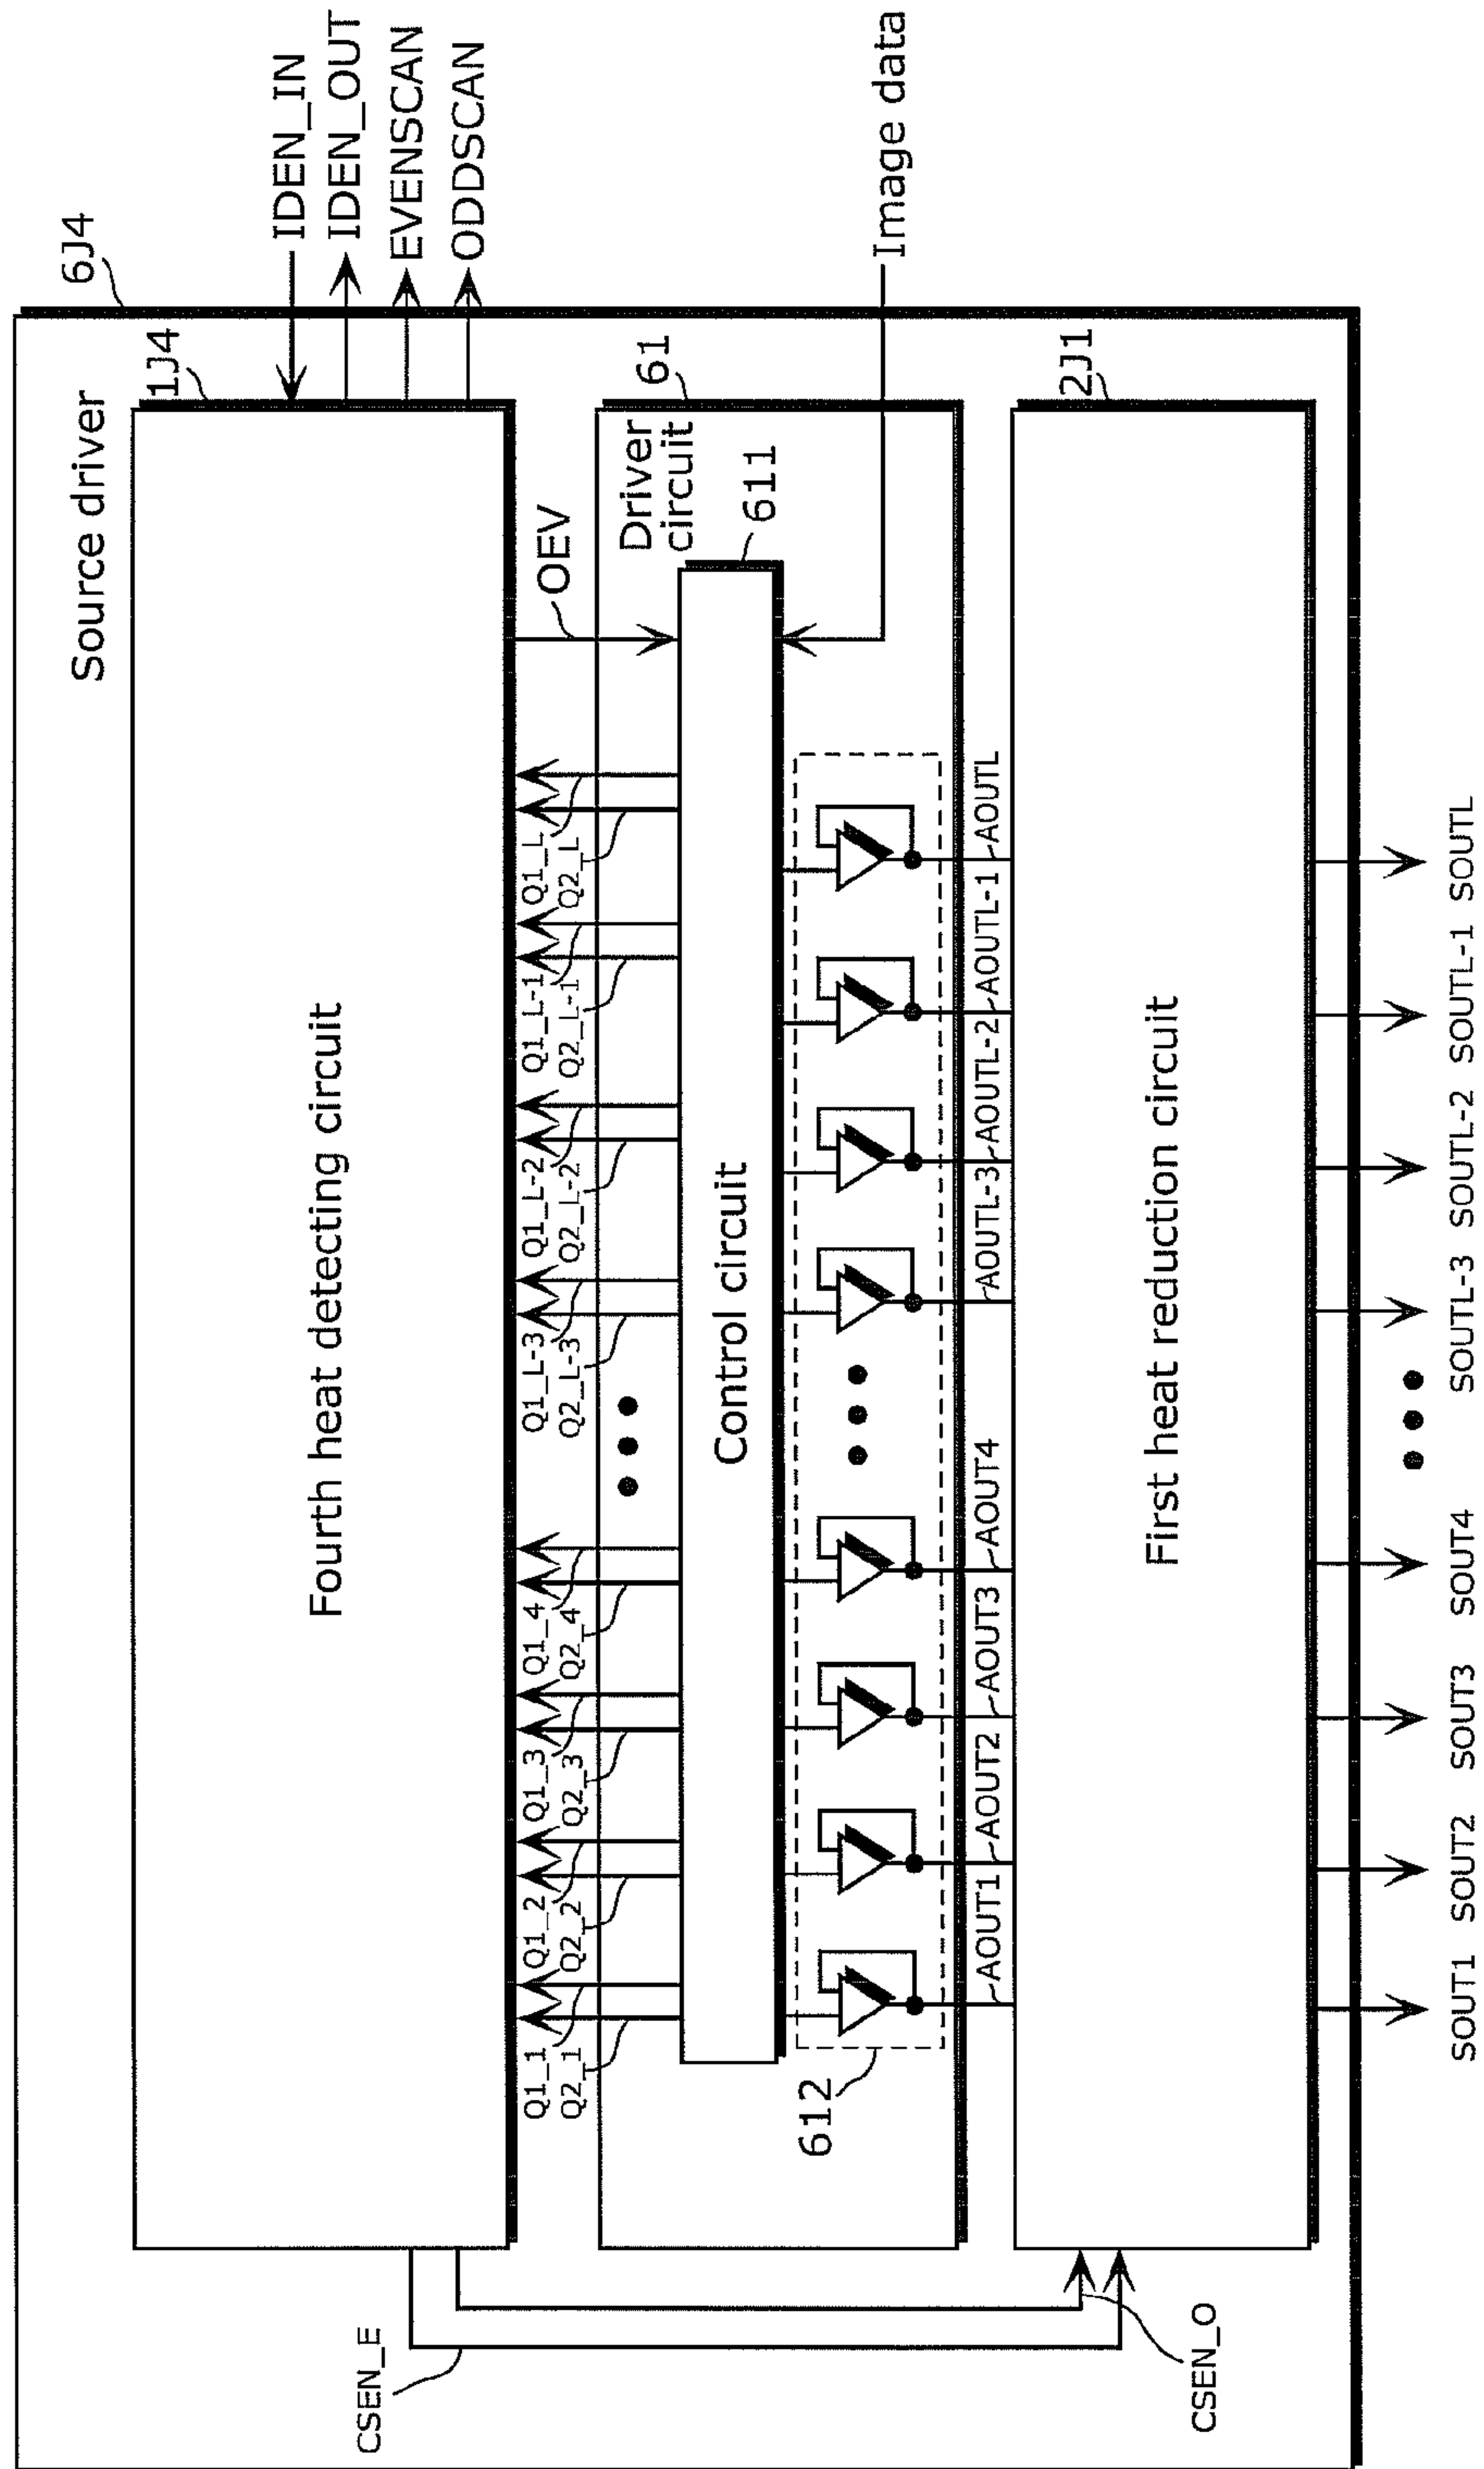 Source driver
6J4
IDEN_IN
IDEN_OUT
EVENSCAN
ODDSCAN
1J4
Fourth heat detecting circuit
Q1_1
Q2_1
Q1_2
Q2_2
Q1_3
Q2_3
Q1_4
Q2_4
Q1_L-3
Q2_L-3
Q1_L-2
Q2_L-2
Q1_L-1
Q2_L-1
Q1_L
Q2_L
OEV
61
Driver
circuit
611
Control circuit
Image data
612
AOUT1
AOUT2
AOUT3
AOUT4
AOUTL-3
AOUTL-2
AOUTL-1
AOUTL
2J1
First heat reduction circuit
CSEN_E
CSEN_O
SOUT1 SOUT2 SOUT3 SOUT4 SOUTL-3 SOUTL-2 SOUTL-1 SOUTL